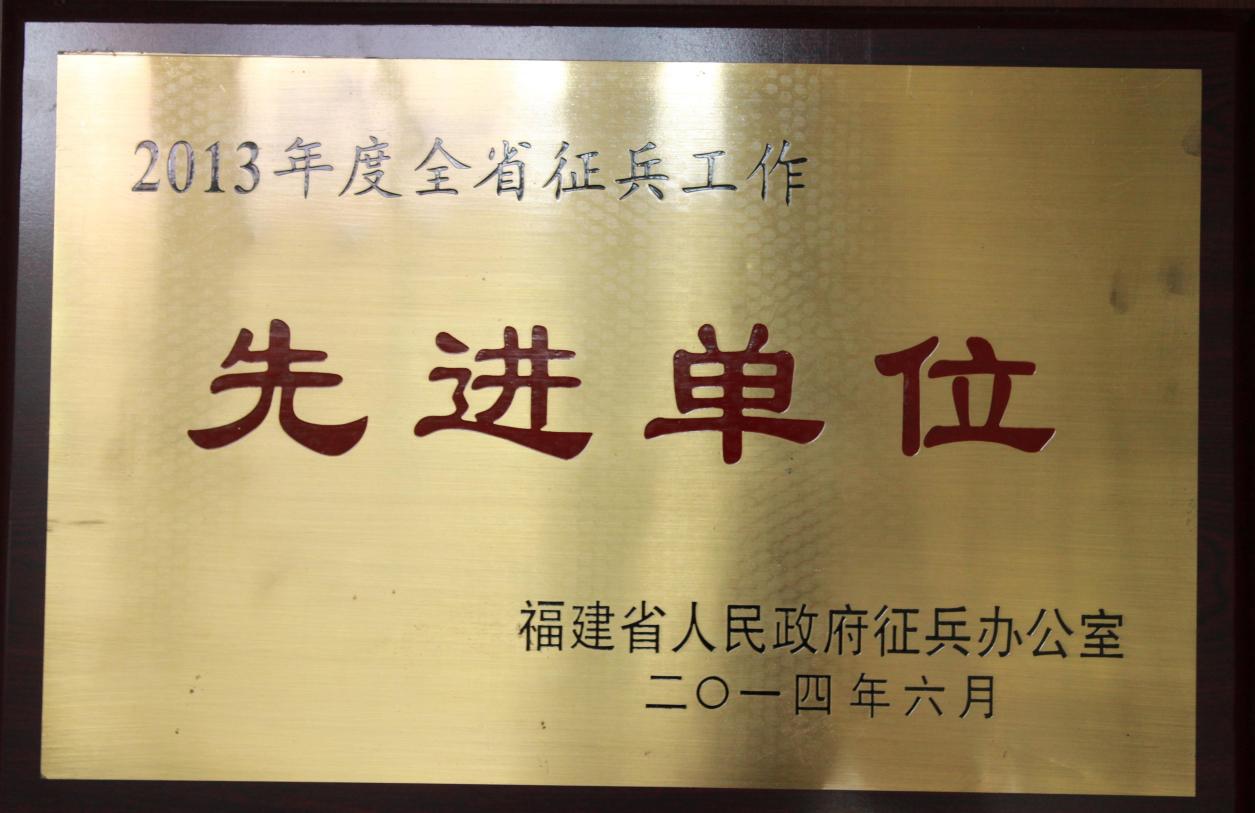 2013年度全省征兵工作
先进单位
福建省人民政府征兵办公室
二〇一四年六月